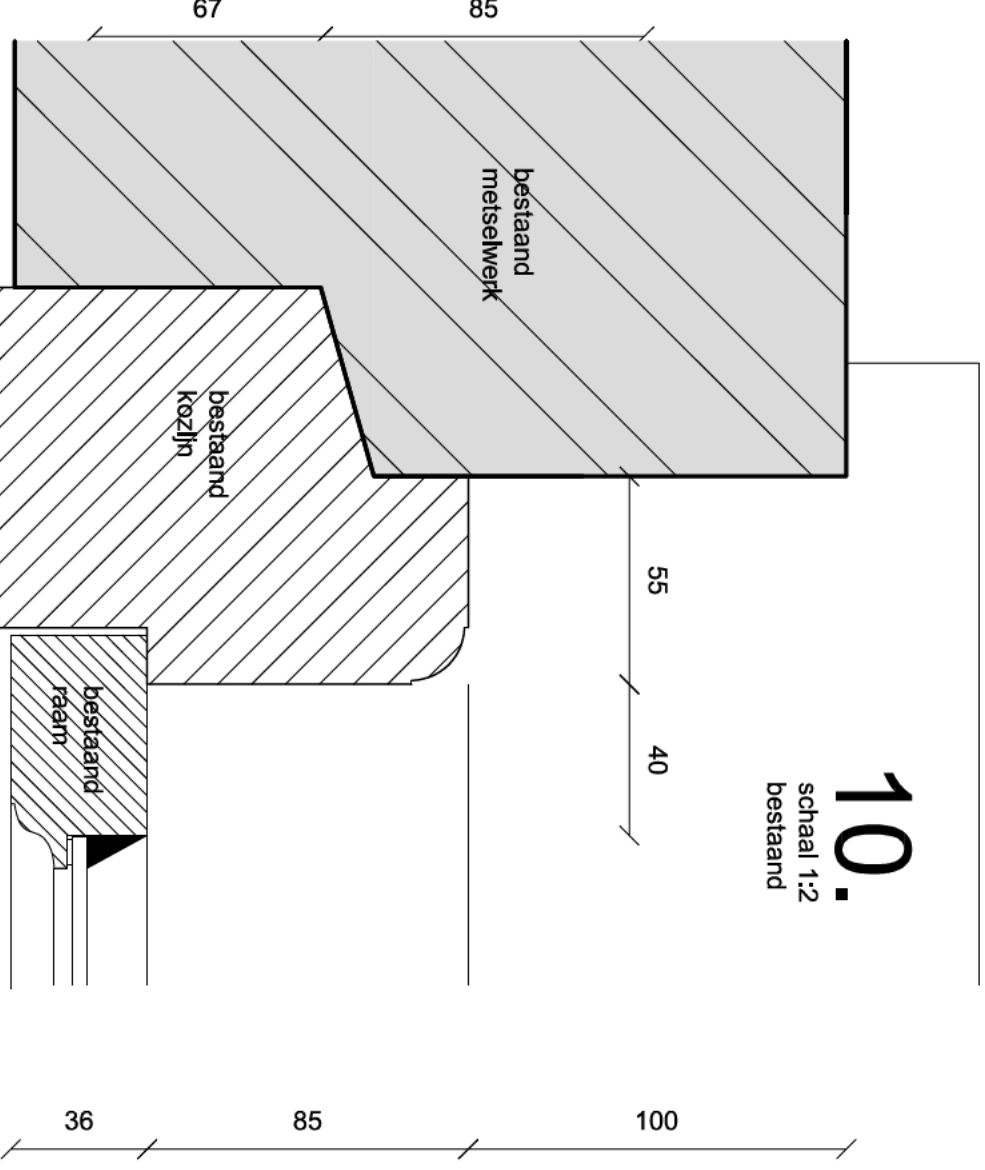 67
85
bestaand
metselwerk
bestaand
kozijn
55
bestaand
raam
40
10.
schaal 1:2
bestaand
36
85
100